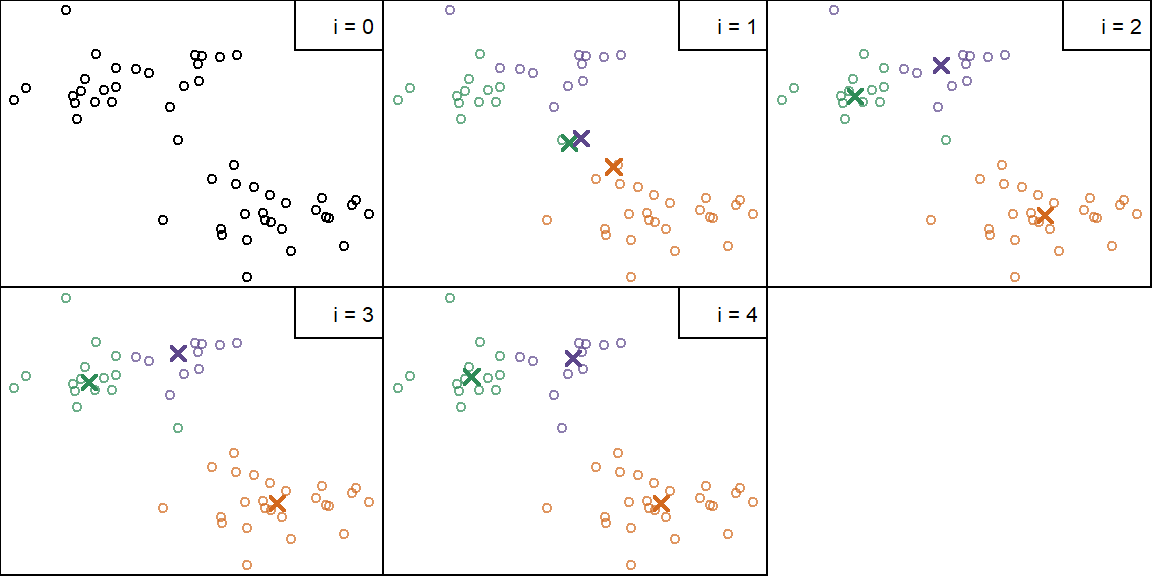 i = 0
i = 1
i = 2
i = 3
i = 4